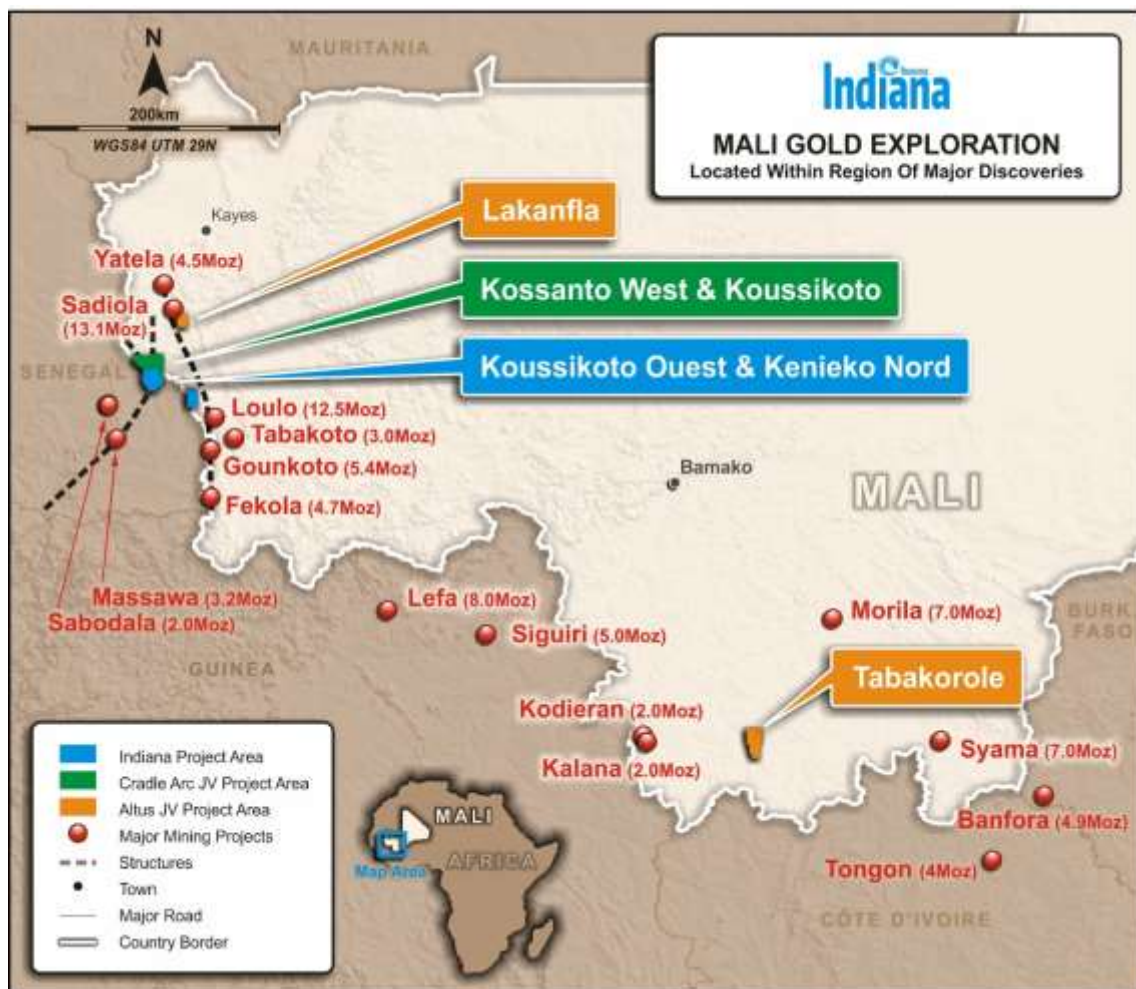 MAURITANIA
N
200km
WGS84 UTM 29N
Indiana
MALI GOLD EXPLORATION
Located Within Region Of Major Discoveries
Lakanfla
Kayes
Yatela (4.5Moz)
Kossanto West & Koussikoto
Sadiola
(13.1Moz)
SENEGAL
Koussikoto Ouest & Kenieko Nord
Loulo (12.5Moz)
Tabakoto (3.0Moz)
Gounkoto (5.4Moz)
Fekola (4.7Moz)
Bamako
MALI
Massawa (3.2Moz)
Sabodala (2.0Moz)
Lefa (8.0Moz)
Siguiri (5.0Moz)
Morila (7.0Moz)
BURK
FASO
GUINEA
Tabakorole
Kodieran (2.0Moz)
Kalana (2.0Moz)
Syama (7.0Moz)
Banfora (4.9Moz)
Tongon (4Moz)
CÔTE D'IVOIRE
Indiana Project Area
Cradle Arc JV Project Area
Altus JV Project Area
Major Mining Projects
Structures
Town
Major Road
Country Border
MALI
AFRICA
Map Area